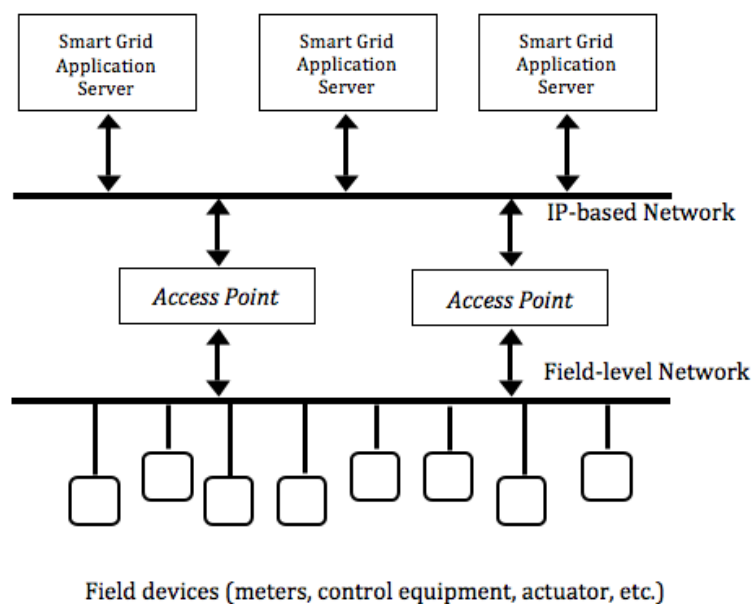 Smart Grid
Application
Server
Smart Grid
Application
Server
Smart Grid
Application
Server
IP-based Network
Access Point
Access Point
Field-level Network
Field devices (meters, control equipment, actuator, etc.)